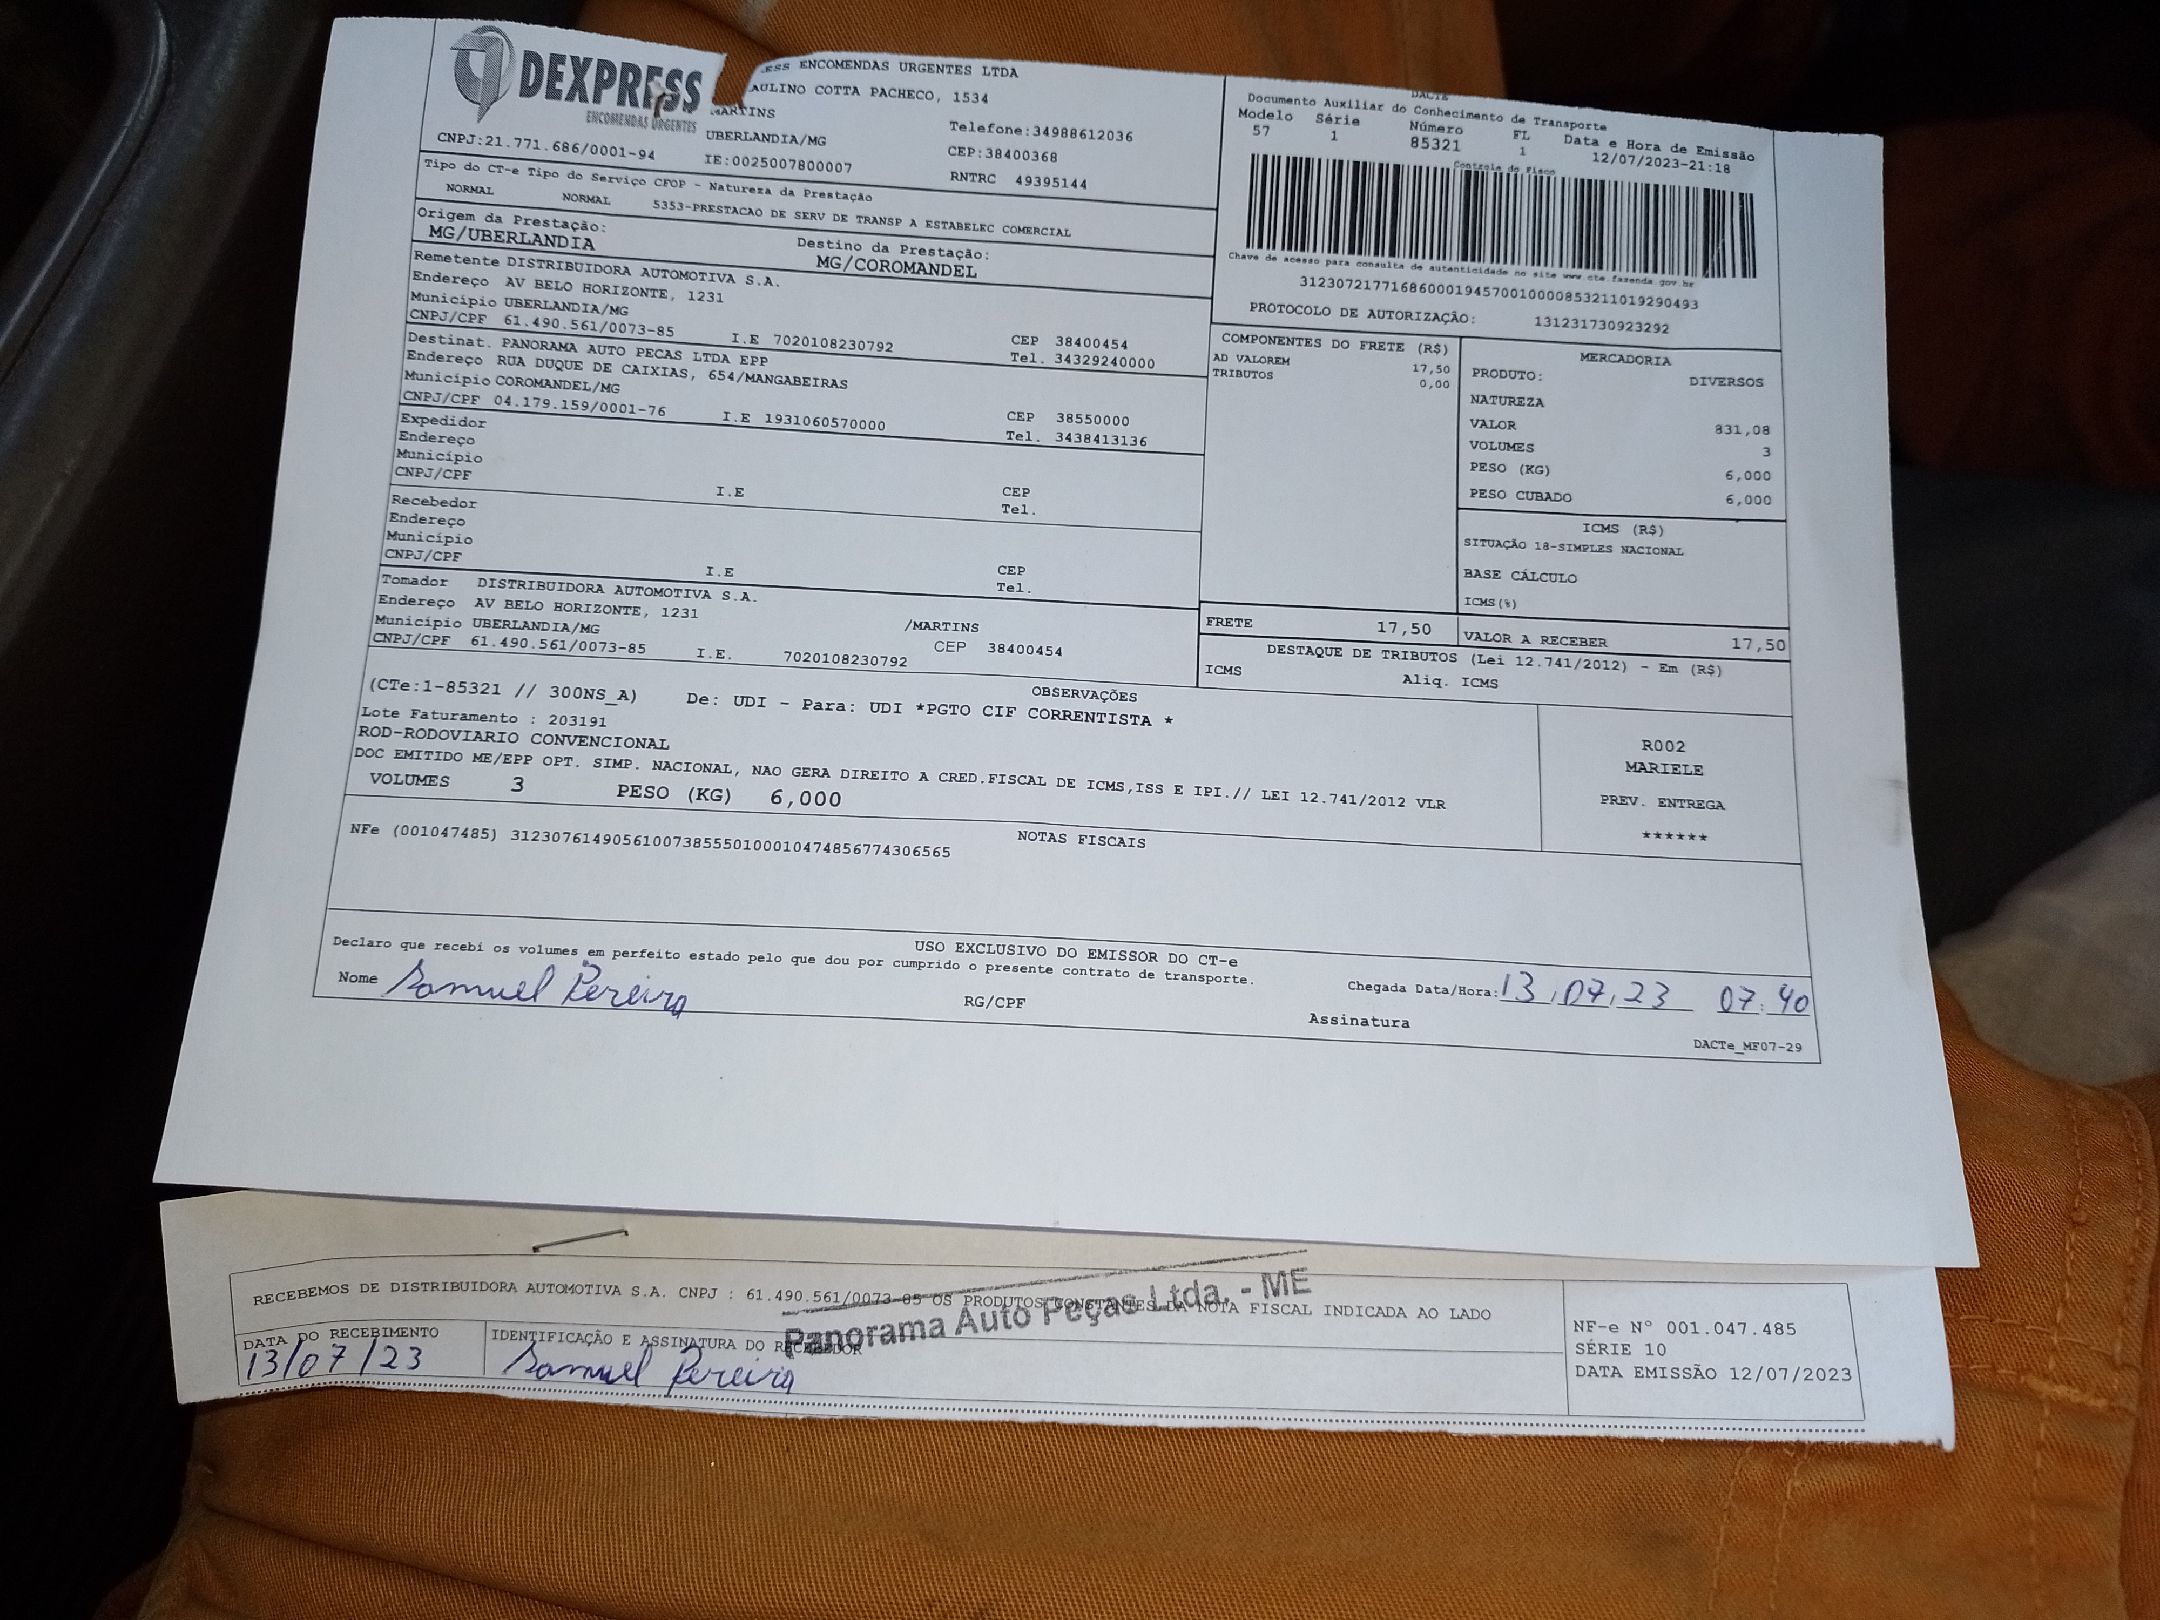 DEXPRESS
ENCOMENDAS URGENTES
ENCOMENDAS URGENTES LTDA
AULINO COTTA PACHECO, 1534
MARTINS
UBERLANDIA/MG
Telefone:34988612036
CEP:38400368
CNPJ:21.771.686/0001-94 IE:0025007800007 RNTRC 49395144
DACTE
Documento Auxiliar do Conhecimento de Transporte
Modelo Série Número FL Data e Hora de Emissão
57 1 85321 1 12/07/2023-21:18
Controle do Fisco
Chave de acesso para consulta de autenticidade no site www.cte.fazenda.gov.br
31230721771686000194570010000853211019290493
PROTOCOLO DE AUTORIZAÇÃO: 131231730923292
Tipo do CT-e Tipo do Serviço CFOP - Natureza da Prestação
NORMAL NORMAL 5353-PRESTACAO DE SERV DE TRANSP A ESTABELEC COMERCIAL
Origem da Prestação: Destino da Prestação:
MG/UBERLANDIA MG/COROMANDEL
Remetente DISTRIBUIDORA AUTOMOTIVA S.A.
Endereço AV BELO HORIZONTE, 1231
Município UBERLANDIA/MG CEP 38400454
CNPJ/CPF 61.490.561/0073-85 I.E 7020108230792 Tel. 34329240000
Destinat. PANORAMA AUTO PECAS LTDA EPP
Endereço RUA DUQUE DE CAIXIAS, 654/MANGABEIRAS
Município COROMANDEL/MG CEP 38550000
CNPJ/CPF 04.179.159/0001-76 I.E 1931060570000 Tel. 3438413136
Expedidor
Endereço
Município CEP
CNPJ/CPF I.E Tel.
Recebedor
Endereço
Município CEP
CNPJ/CPF I.E Tel.
Tomador DISTRIBUIDORA AUTOMOTIVA S.A.
Endereço AV BELO HORIZONTE, 1231 /MARTINS
Município UBERLANDIA/MG CEP 38400454
CNPJ/CPF 61.490.561/0073-85 I.E. 7020108230792
COMPONENTES DO FRETE (R$)
AD VALOREM 17,50
TRIBUTOS 0,00
MERCADORIA
PRODUTO: DIVERSOS
NATUREZA
VALOR 831,08
VOLUMES 3
PESO (KG) 6,000
PESO CUBADO 6,000
ICMS (R$)
SITUAÇÃO 18-SIMPLES NACIONAL
BASE CÁLCULO
ICMS(%)
FRETE 17,50 VALOR A RECEBER 17,50
DESTAQUE DE TRIBUTOS (Lei 12.741/2012) - Em (R$)
ICMS Aliq. ICMS
OBSERVAÇÕES
(CTe:1-85321 // 300NS_A) De: UDI - Para: UDI *PGTO CIF CORRENTISTA *
Lote Faturamento : 203191
ROD-RODOVIARIO CONVENCIONAL
DOC EMITIDO ME/EPP OPT. SIMP. NACIONAL, NAO GERA DIREITO A CRED.FISCAL DE ICMS,ISS E IPI.// LEI 12.741/2012 VLR
VOLUMES 3 PESO (KG) 6,000
R002
MARIELE
PREV. ENTREGA
******
NOTAS FISCAIS
NFe (001047485) 31230761490561007385550100010474856774306565
USO EXCLUSIVO DO EMISSOR DO CT-e
Declaro que recebi os volumes em perfeito estado pelo que dou por cumprido o presente contrato de transporte.
Nome Samuel Pereira RG/CPF Assinatura
Chegada Data/Hora: 13,07,23 07:40
DACTe_MF07-29
RECEBEMOS DE DISTRIBUIDORA AUTOMOTIVA S.A. CNPJ : 61.490.561/0073-85 OS PRODUTOS CONSTANTES DA NOTA FISCAL INDICADA AO LADO
Panorama Auto Peças Ltda. - ME
DATA DO RECEBIMENTO IDENTIFICAÇÃO E ASSINATURA DO RECEBEDOR
13/07/23 Samuel Pereira
NF-e Nº 001.047.485
SÉRIE 10
DATA EMISSÃO 12/07/2023